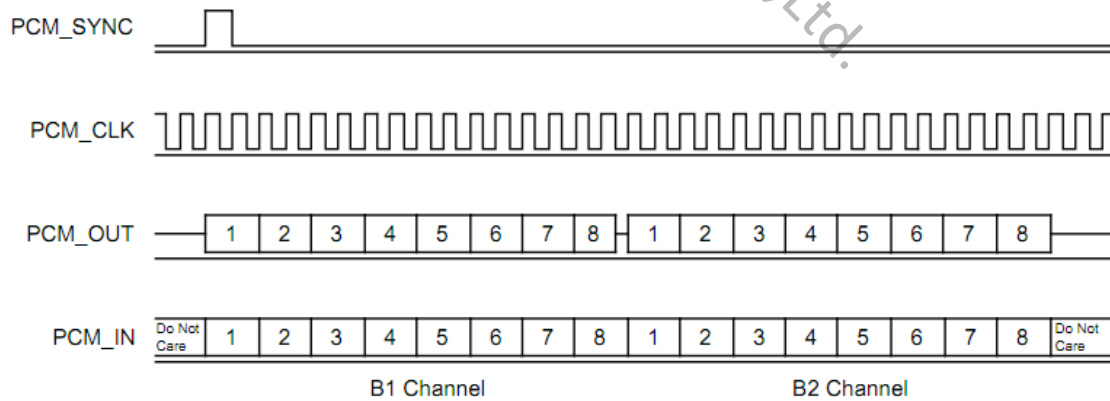 yLtd.
PCM_SYNC
PCM_CLK
PCM_OUT 1 2 3 4 5 6 7 8 1 2 3 4 5 6 7 8
PCM_IN Do Not Care 1 2 3 4 5 6 7 8 1 2 3 4 5 6 7 8 Do Not Care
B1 Channel B2 Channel